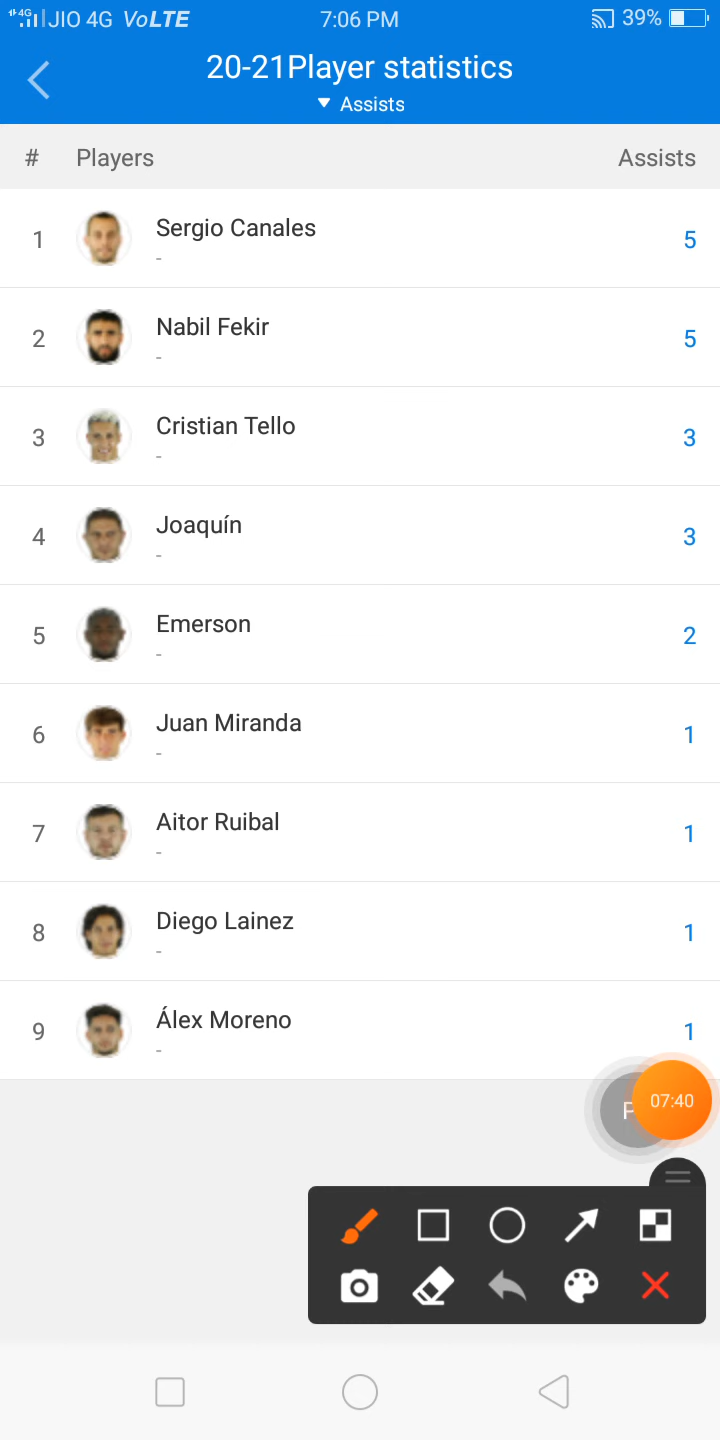 4G JIO 4G VoLTE 7:06 PM 39%
20-21Player statistics
Assists
# Players Assists
1 Sergio Canales 5
-
2 Nabil Fekir 5
-
3 Cristian Tello 3
-
4 Joaquín 3
-
5 Emerson 2
-
6 Juan Miranda 1
-
7 Aitor Ruibal 1
-
8 Diego Lainez 1
-
9 Álex Moreno 1
-
07:40